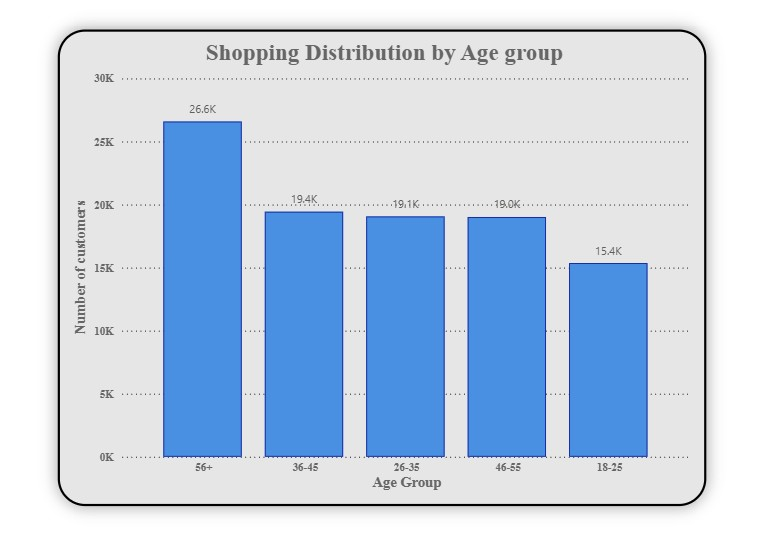 Shopping Distribution by Age group
30K
25K
20K
15K
10K
5K
0K
Number of customers
26.6K
19.4K
19.1K
19.0K
15.4K
56+
36-45
26-35
46-55
18-25
Age Group